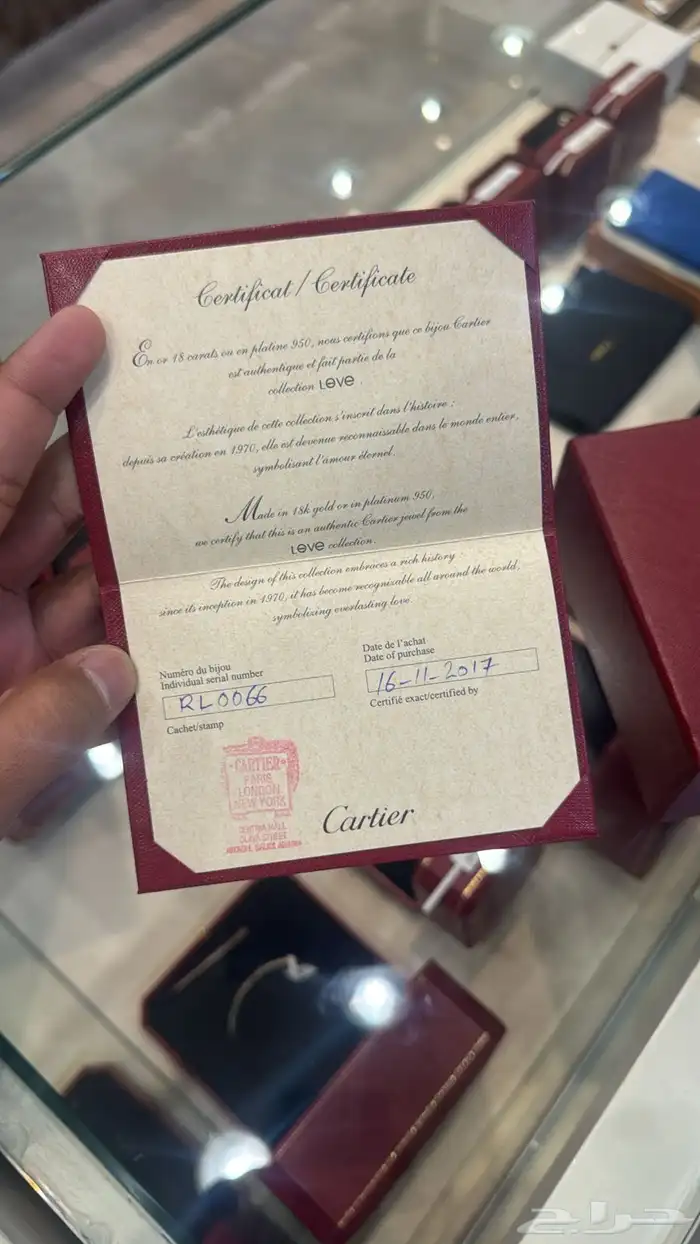 Certificat / Certificate
En or 18 carats ou en platine 950, nous certifions que ce bijou Cartier
est authentique et fait partie de la
collection LOVE .
L'esthétique de cette collection s'inscrit dans l'histoire :
depuis sa création en 1970, elle est devenue reconnaissable dans le monde entier,
symbolisant l'amour éternel.
Made in 18k gold or in platinum 950,
we certify that this is an authentic Cartier jewel from the
LOVE collection.
The design of this collection embraces a rich history
since its inception in 1970, it has become recognizable all around the world,
symbolizing everlasting love.
Numéro du bijou
Individual serial number
RL0066
Cachet/stamp
Date de l'achat
Date of purchase
16-11-2017
Certifié exact/certified by
CARTIER
PARIS
LONDON
NEW YORK
Cartier
حراج